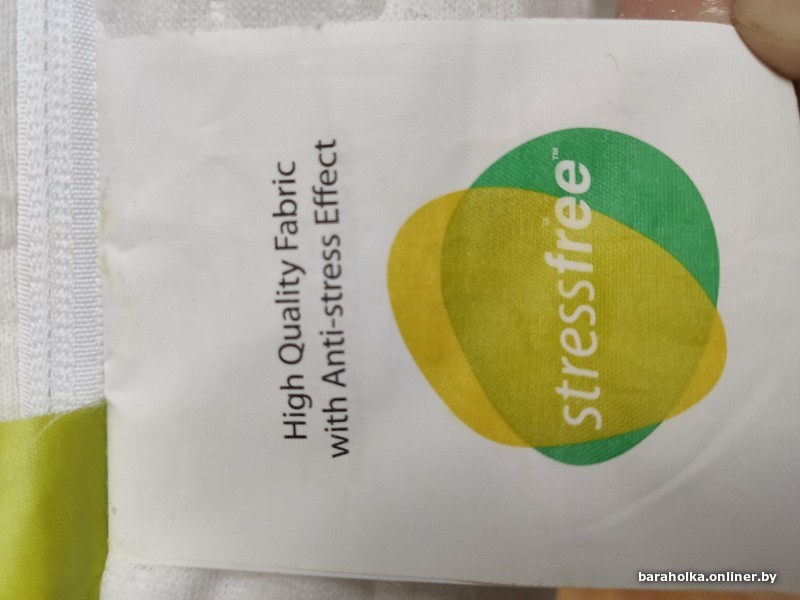 High Quality Fabric
with Anti-stress Effect
stressfree™
baraholka.onliner.by